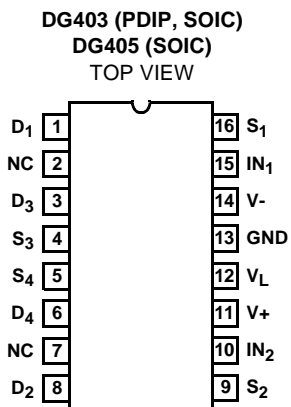 DG403 (PDIP, SOIC)
DG405 (SOIC)
TOP VIEW
D1 1 16 S1
NC 2 15 IN1
D3 3 14 V-
S3 4 13 GND
S4 5 12 VL
D4 6 11 V+
NC 7 10 IN2
D2 8 9 S2